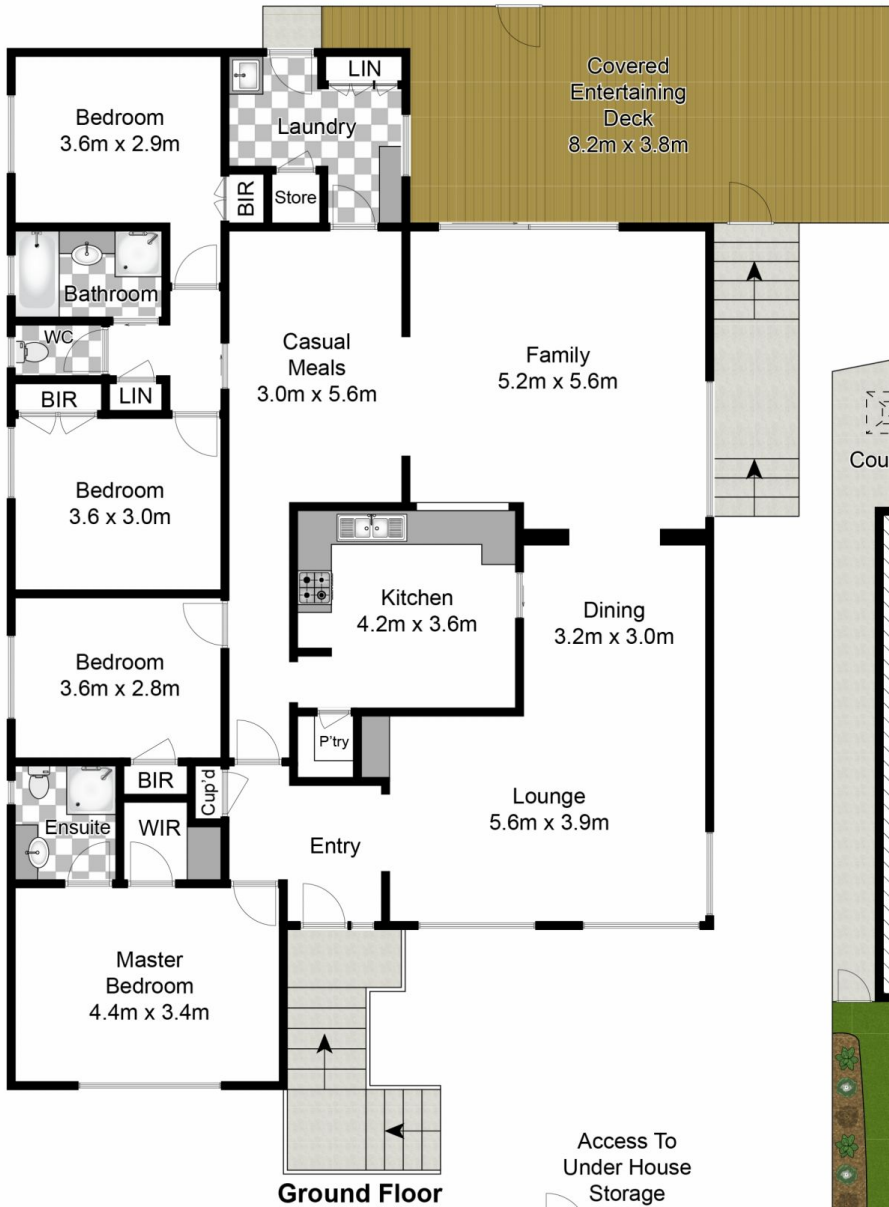 Covered
Entertaining
Deck
8.2m x 3.8m
LIN
Laundry
Bedroom
3.6m x 2.9m
BIR
Store
Bathroom
WC
LIN
BIR
Casual
Meals
3.0m x 5.6m
Family
5.2m x 5.6m
Cou
Bedroom
3.6 x 3.0m
Kitchen
4.2m x 3.6m
Dining
3.2m x 3.0m
Bedroom
3.6m x 2.8m
P'try
BIR
Cup'd
Ensuite
WIR
Lounge
5.6m x 3.9m
Entry
Master
Bedroom
4.4m x 3.4m
Access To
Under House
Storage
Ground Floor